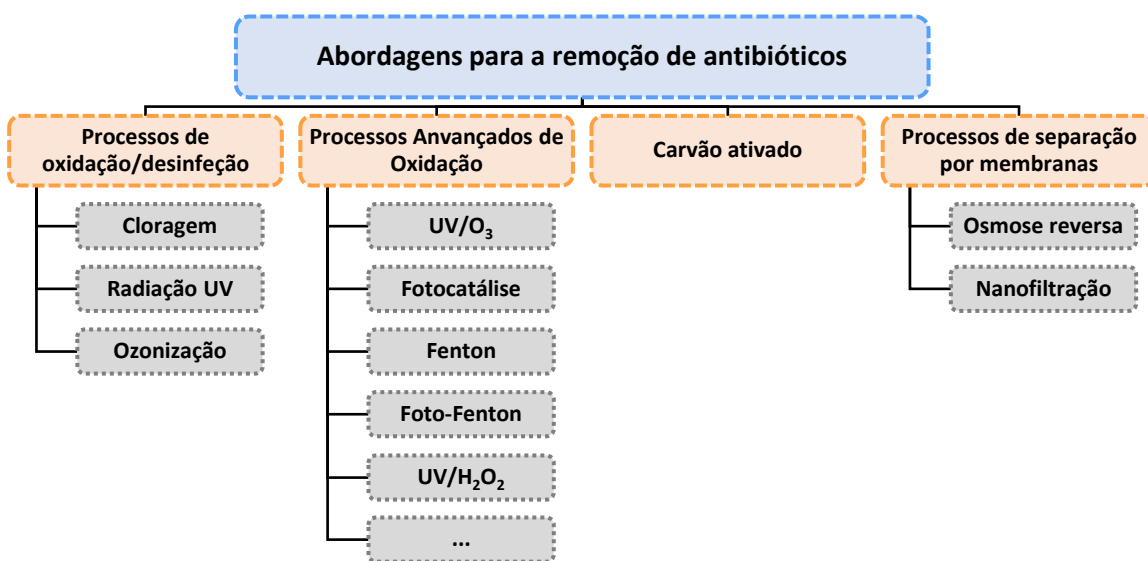 Abordagens para a remoção de antibióticos
Processos de
oxidação/desinfeção
Cloragem
Radiação UV
Ozonização
Processos Anvançados de
Oxidação
UV/O₃
Fotocatálise
Fenton
Foto-Fenton
UV/H₂O₂
...
Carvão ativado
Processos de separação
por membranas
Osmose reversa
Nanofiltração